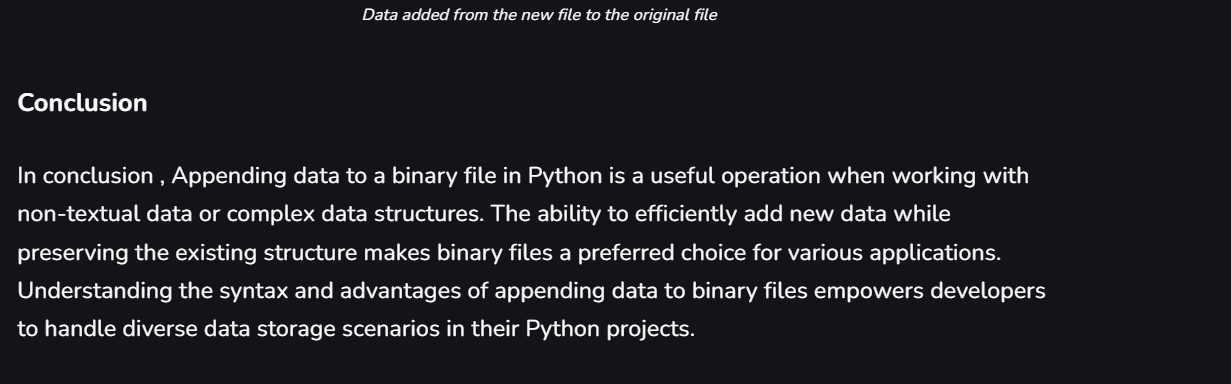 Data added from the new file to the original file
Conclusion
In conclusion , Appending data to a binary file in Python is a useful operation when working with
non-textual data or complex data structures. The ability to efficiently add new data while
preserving the existing structure makes binary files a preferred choice for various applications.
Understanding the syntax and advantages of appending data to binary files empowers developers
to handle diverse data storage scenarios in their Python projects.